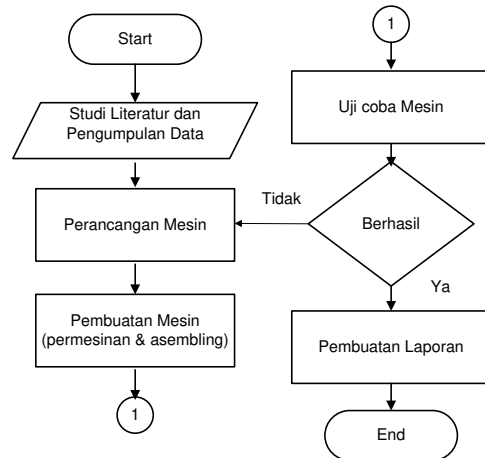 Start
Studi Literatur dan
Pengumpulan Data
Perancangan Mesin
Pembuatan Mesin
(permesinan & asembling)
1
1
Uji coba Mesin
Berhasil
Tidak
Ya
Pembuatan Laporan
End